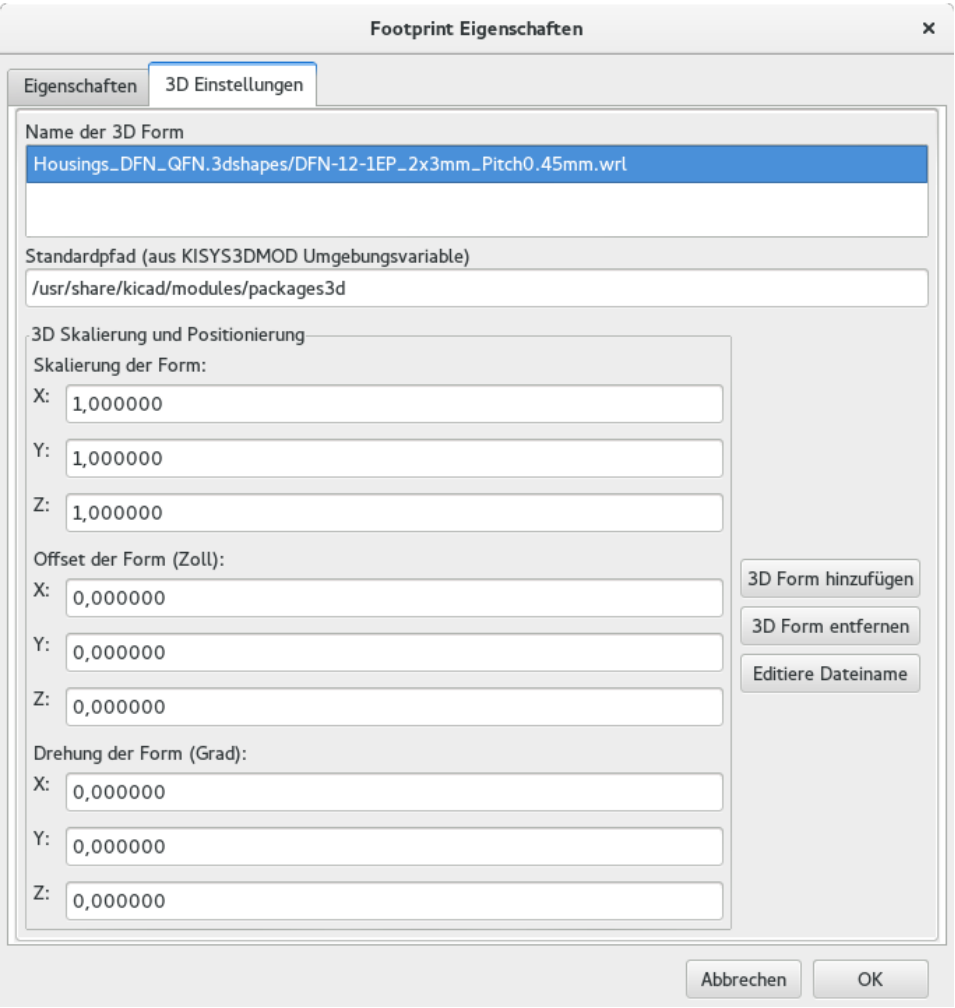 Footprint Eigenschaften
×
Eigenschaften
3D Einstellungen
Name der 3D Form
Housings_DFN_QFN.3dshapes/DFN-12-1EP_2x3mm_Pitch0.45mm.wrl
Standardpfad (aus KISYS3DMOD Umgebungsvariable)
/usr/share/kicad/modules/packages3d
3D Skalierung und Positionierung
Skalierung der Form:
X: 1,000000
Y: 1,000000
Z: 1,000000
Offset der Form (Zoll):
X: 0,000000
Y: 0,000000
Z: 0,000000
Drehung der Form (Grad):
X: 0,000000
Y: 0,000000
Z: 0,000000
3D Form hinzufügen
3D Form entfernen
Editiere Dateiname
Abbrechen
OK